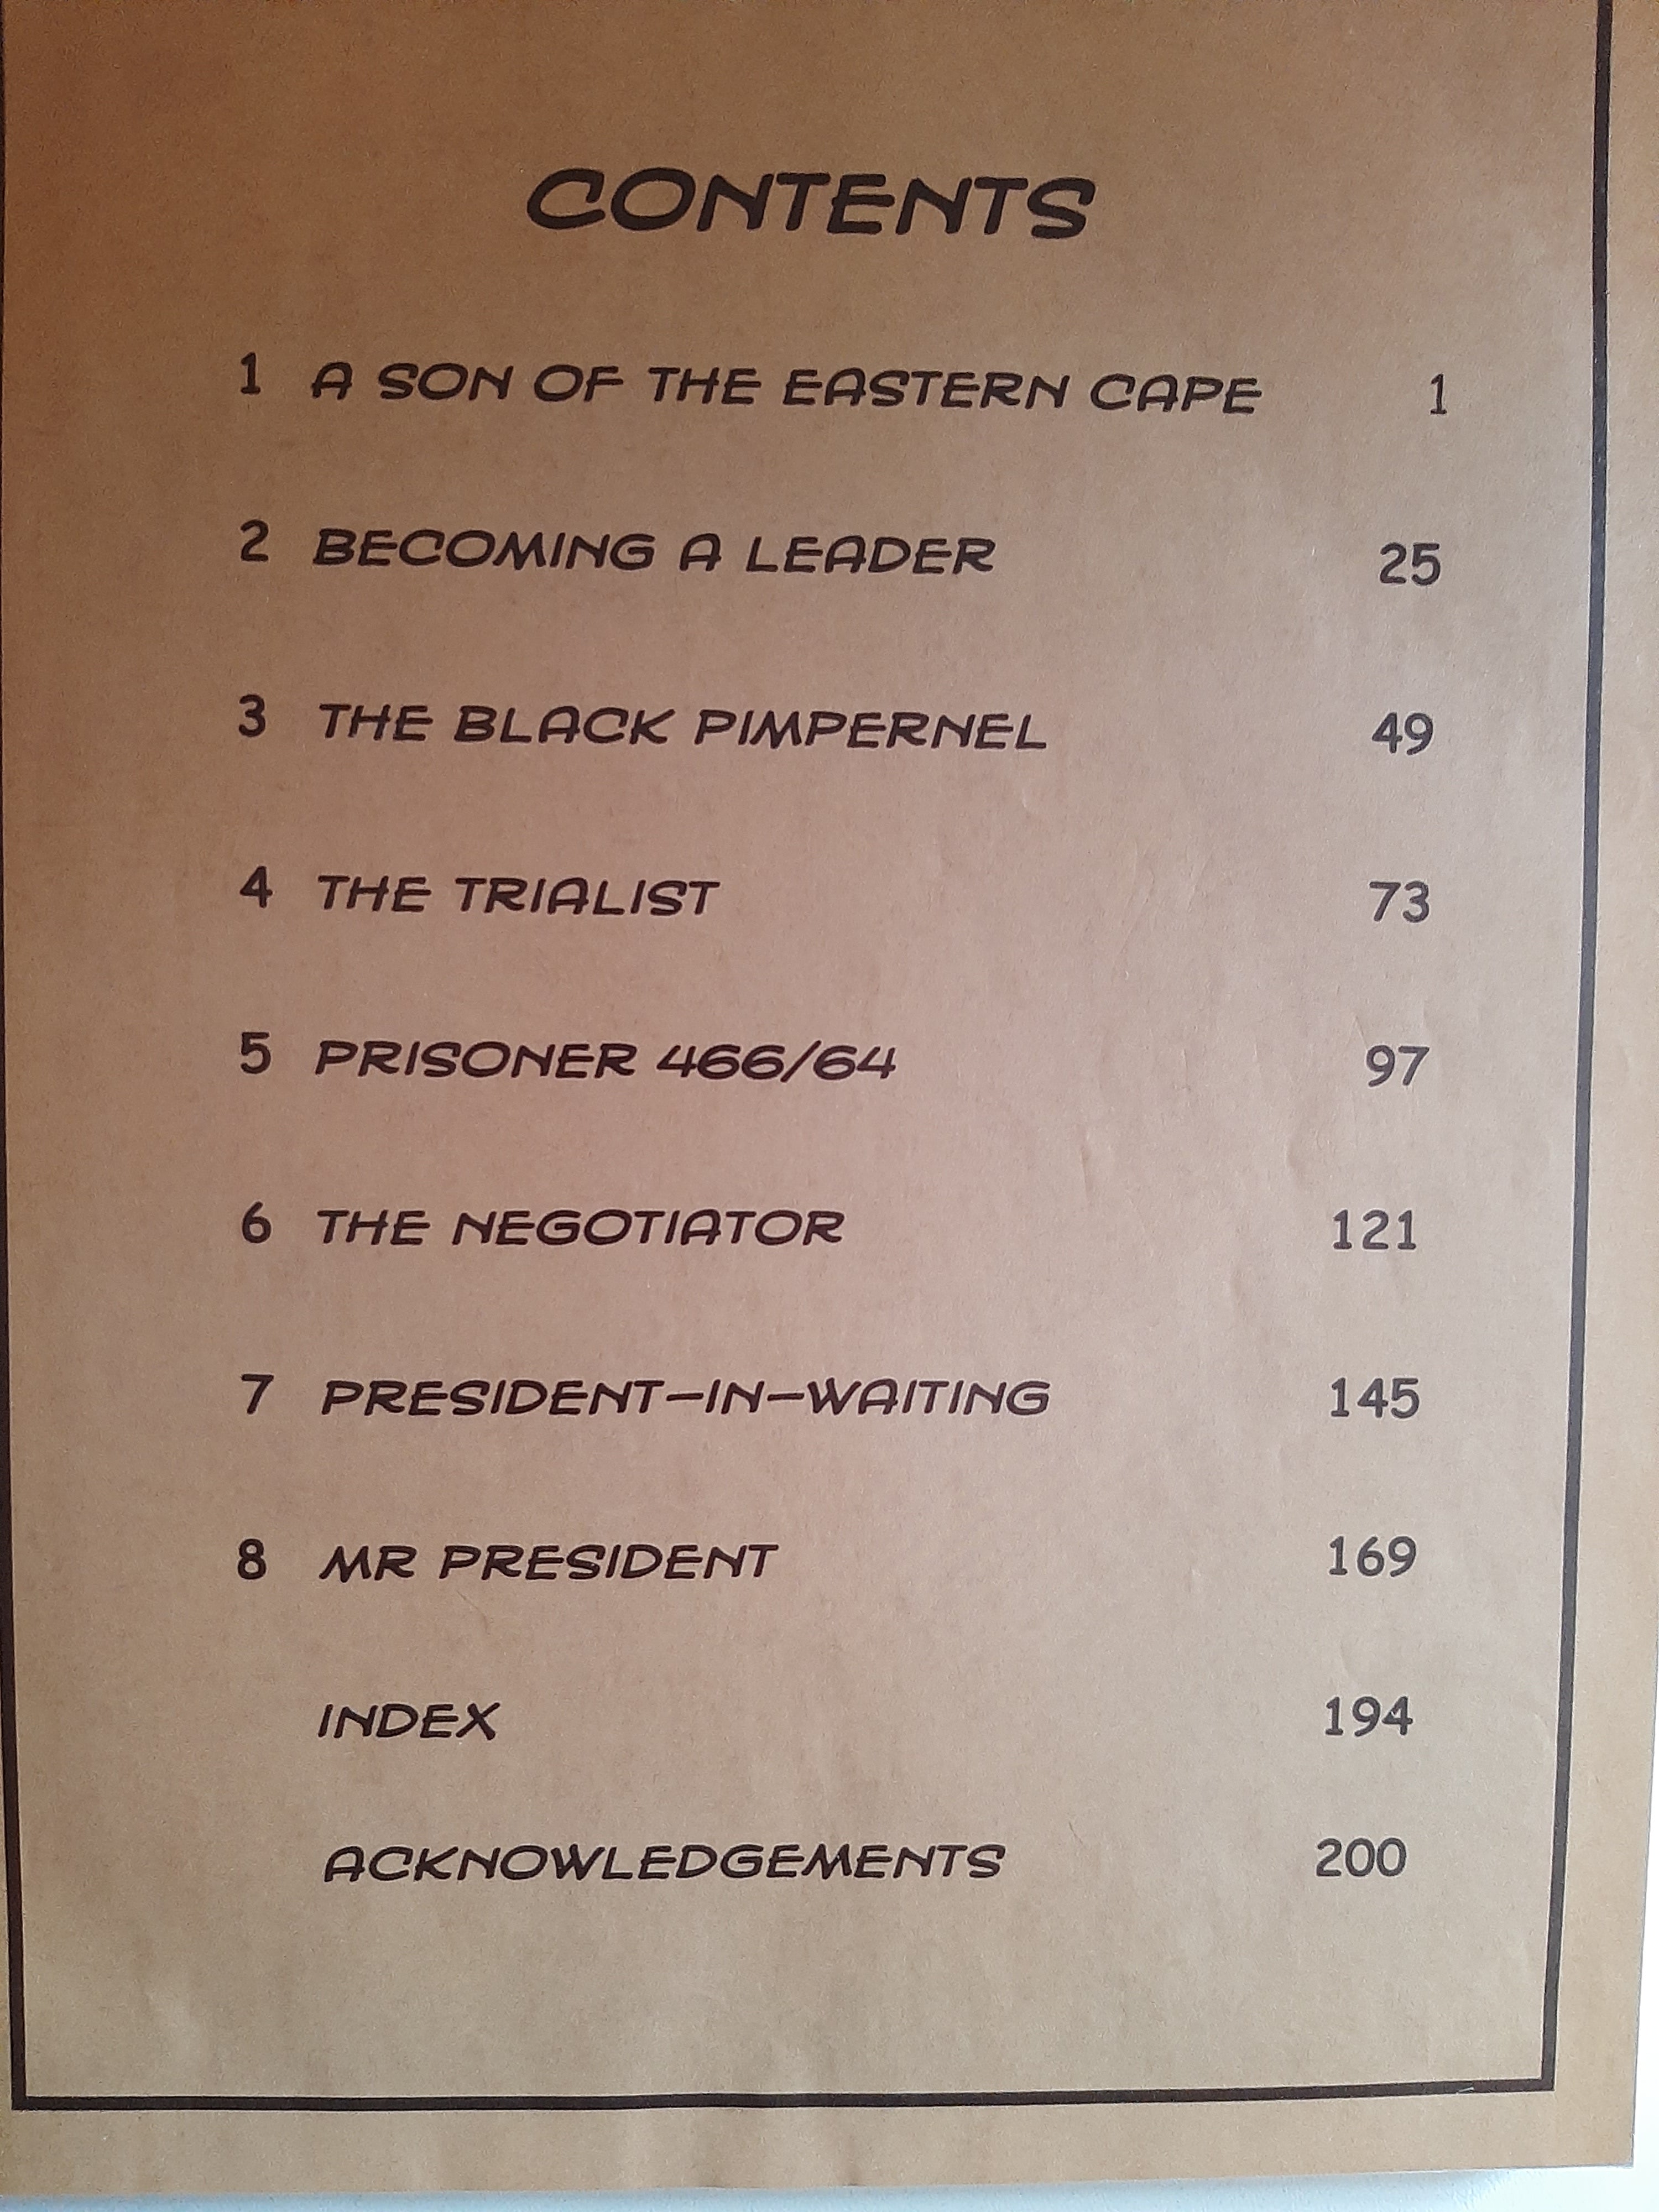 CONTENTS
1 A SON OF THE EASTERN CAPE 1
2 BECOMING A LEADER 25
3 THE BLACK PIMPERNEL 49
4 THE TRIALIST 73
5 PRISONER 466/64 97
6 THE NEGOTIATOR 121
7 PRESIDENT-IN-WAITING 145
8 MR PRESIDENT 169
INDEX 194
ACKNOWLEDGEMENTS 200